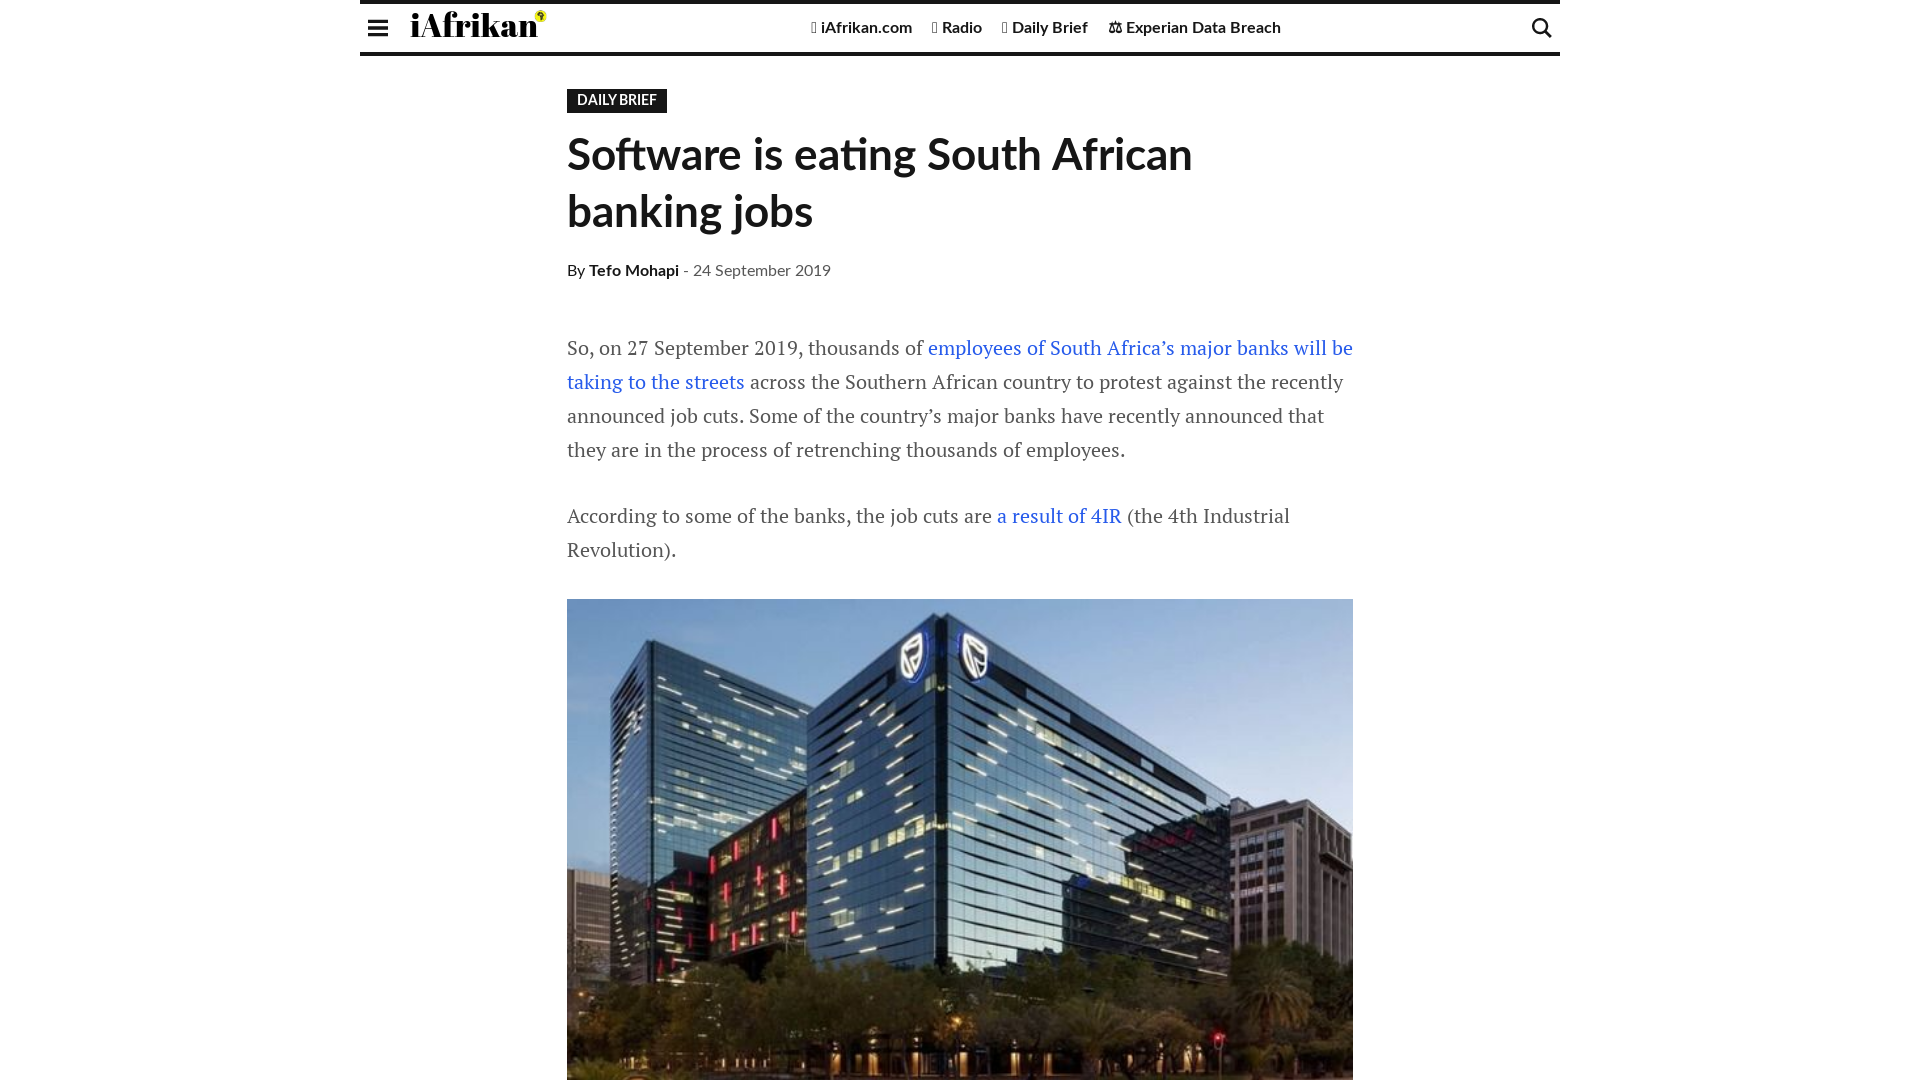 iAfrikan
iAfrikan.com Radio Daily Brief ⚖ Experian Data Breach
DAILY BRIEF
Software is eating South African
banking jobs
By Tefo Mohapi - 24 September 2019
So, on 27 September 2019, thousands of employees of South Africa’s major banks will be
taking to the streets across the Southern African country to protest against the recently
announced job cuts. Some of the country’s major banks have recently announced that
they are in the process of retrenching thousands of employees.
According to some of the banks, the job cuts are a result of 4IR (the 4th Industrial
Revolution).